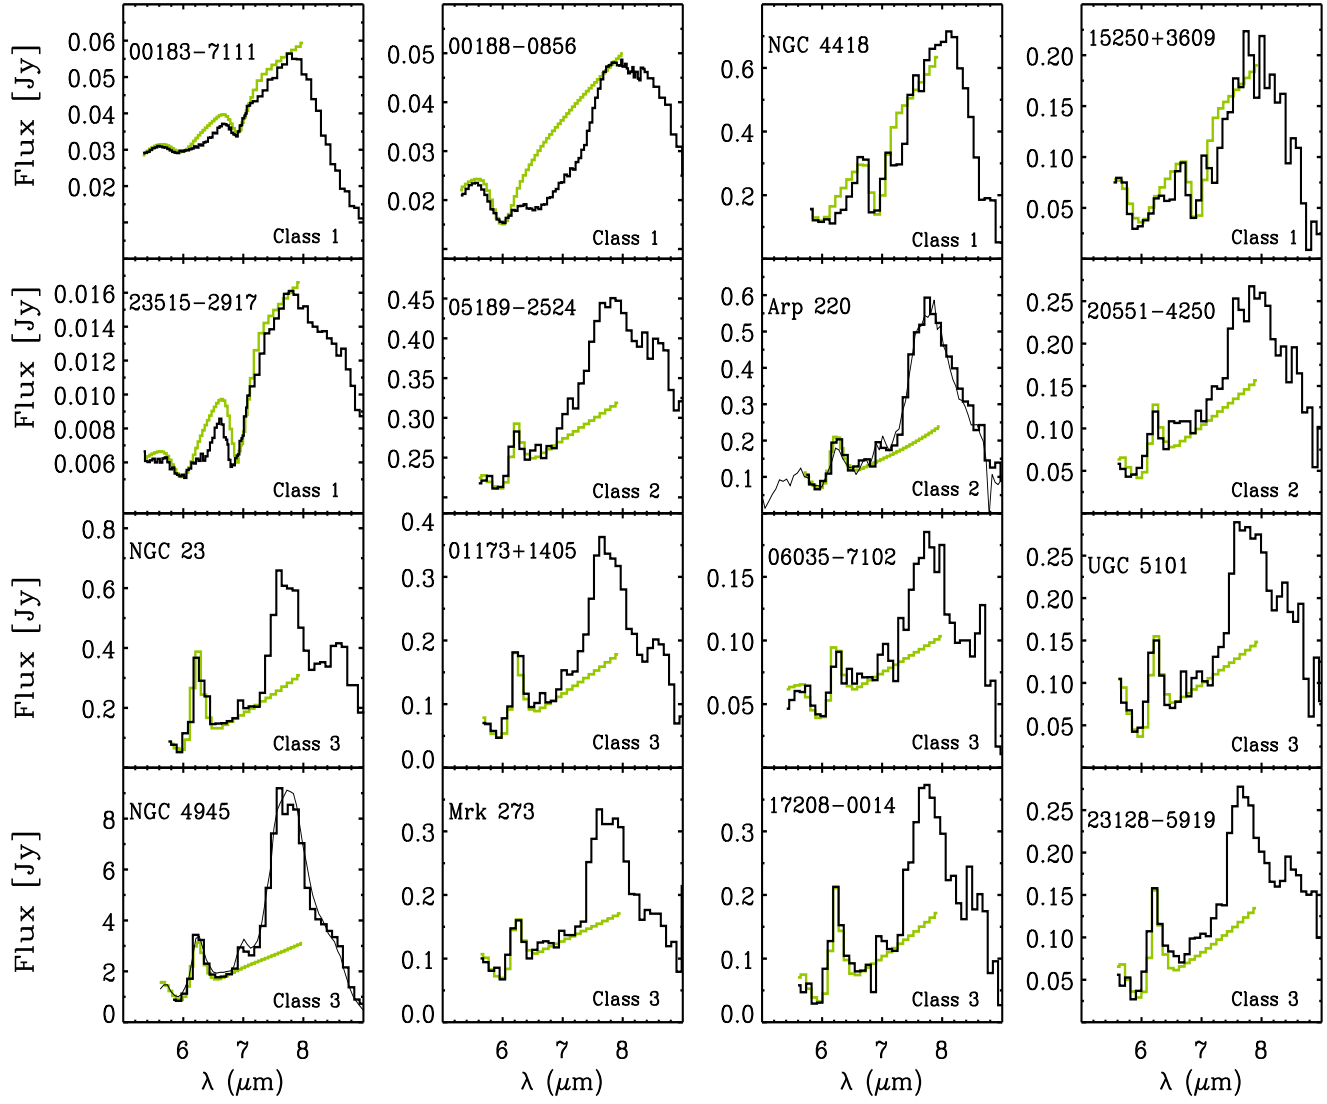 Flux [Jy]
0.06
0.05
0.04
0.03
0.02
00183-7111
Class 1
0.05
0.04
0.03
0.02
00188-0856
Class 1
0.6
0.4
0.2
NGC 4418
Class 1
0.20
0.15
0.10
0.05
15250+3609
Class 1
Flux [Jy]
0.016
0.014
0.012
0.010
0.008
0.006
23515-2917
Class 1
0.45
0.40
0.35
0.30
0.25
05189-2524
Class 2
0.6
0.5
0.4
0.3
0.2
0.1
Arp 220
Class 2
0.25
0.20
0.15
0.10
0.05
20551-4250
Class 2
Flux [Jy]
0.8
0.6
0.4
0.2
NGC 23
Class 3
0.4
0.3
0.2
0.1
0.0
01173+1405
Class 3
0.15
0.10
0.05
06035-7102
Class 3
0.25
0.20
0.15
0.10
0.05
UGC 5101
Class 3
Flux [Jy]
8
6
4
2
0
NGC 4945
Class 3
0.3
0.2
0.1
0.0
Mrk 273
Class 3
0.3
0.2
0.1
0.0
17208-0014
Class 3
0.25
0.20
0.15
0.10
0.05
23128-5919
Class 3
6 7 8
6 7 8
6 7 8
6 7 8
λ (μm)
λ (μm)
λ (μm)
λ (μm)